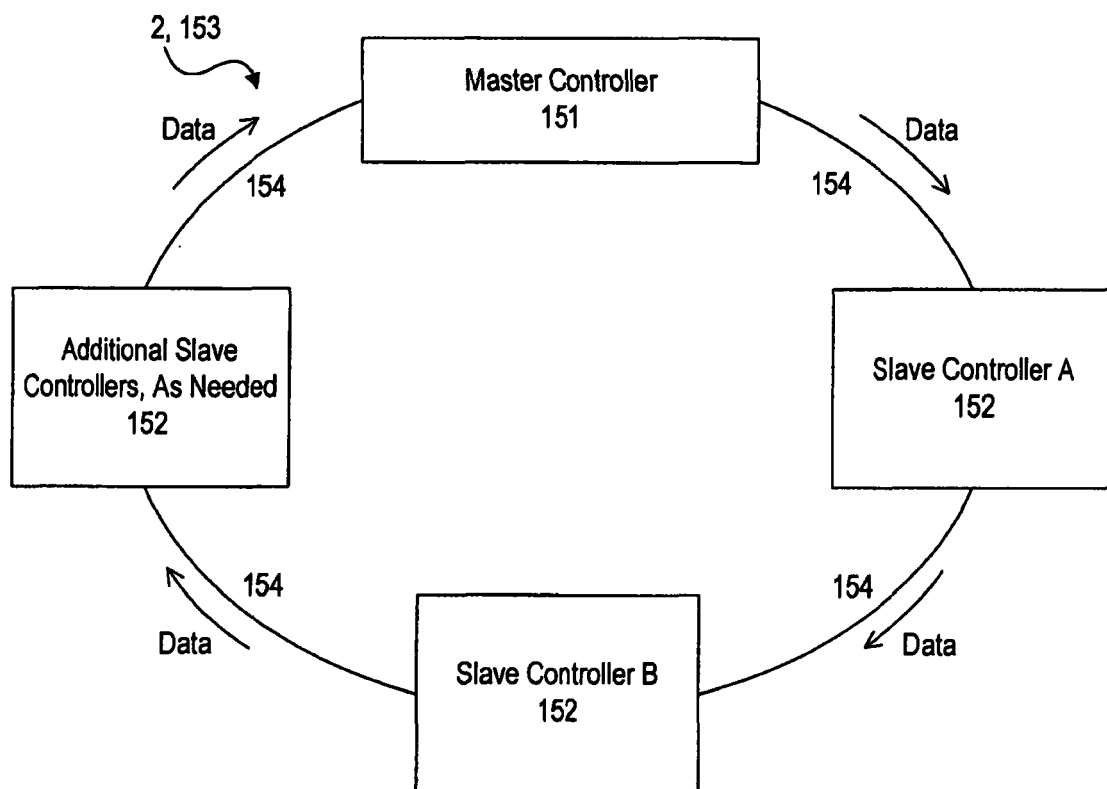 2, 153
Master Controller
151
Data
Data
154
154
Additional Slave
Controllers, As Needed
152
Slave Controller A
152
154
154
Data
Data
Slave Controller B
152